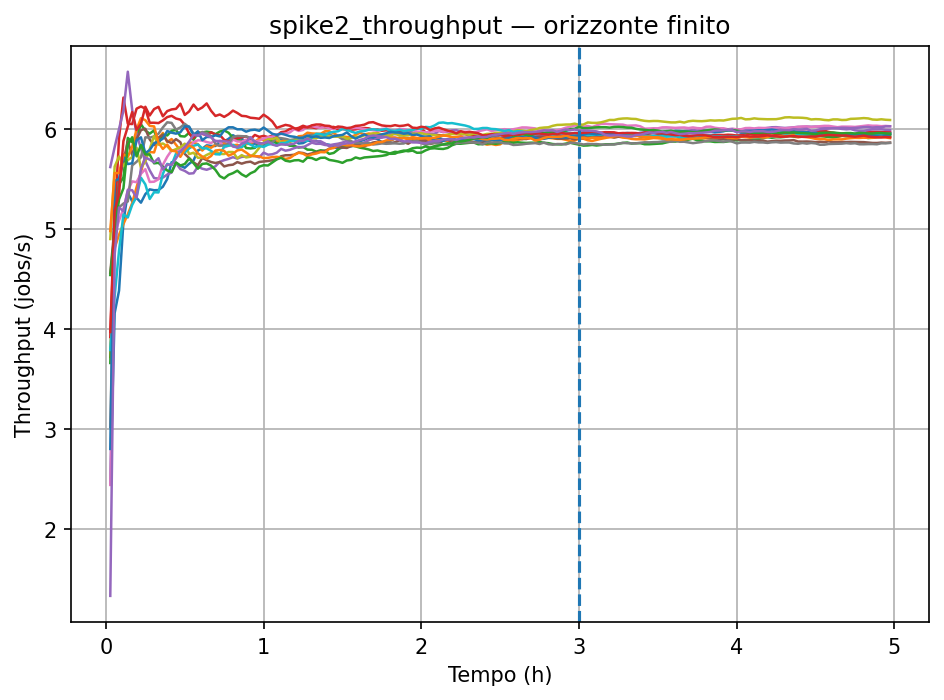 spike2_throughput — orizzonte finito
Throughput (jobs/s)
6
5
4
3
2
0 1 2 3 4 5
Tempo (h)